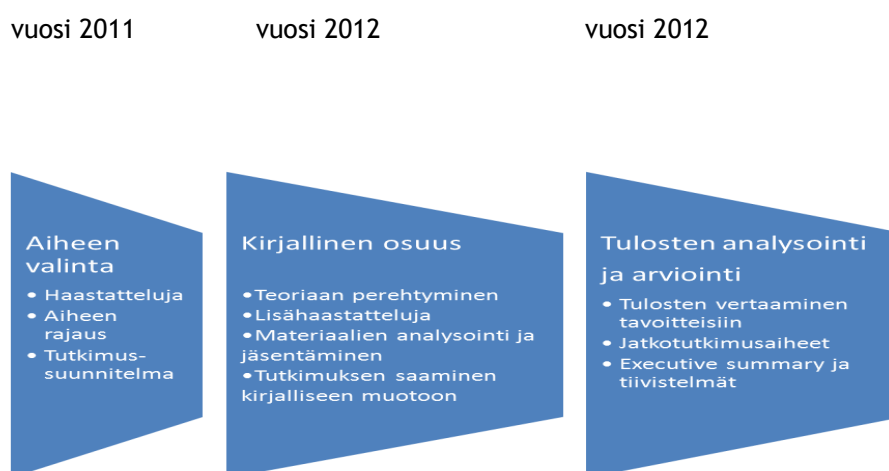 vuosi 2011
vuosi 2012
vuosi 2012
Aiheen
valinta
• Haastatteluja
• Aiheen
rajaus
• Tutkimus-
suunnitelma
Kirjallinen osuus
•Teoriaan perehtyminen
•Lisähaastatteluja
•Materiaalien analysointi ja
jäsentäminen
•Tutkimuksen saaminen
kirjalliseen muotoon
Tulosten analysointi
ja arviointi
• Tulosten vertaaminen
tavoitteisiin
• Jatkotutkimusaiheet
• Executive summary ja
tiivistelmät